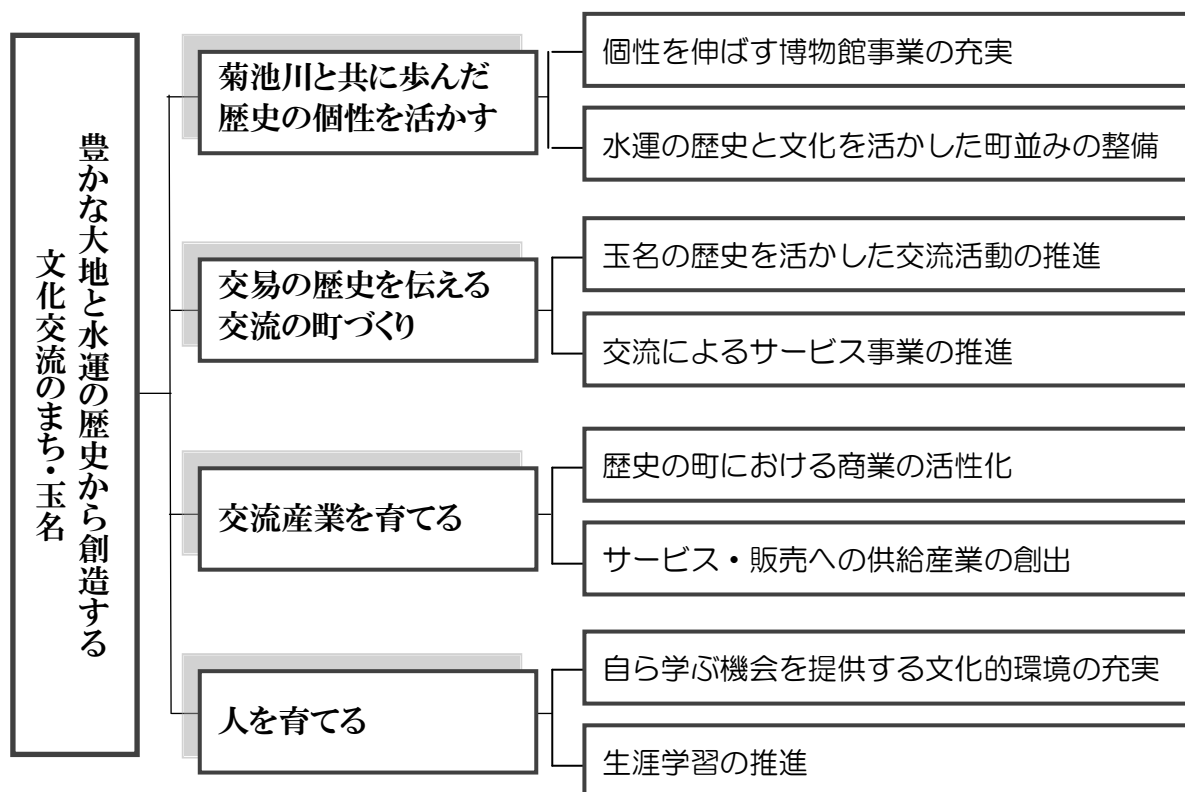 豊かな大地と水運の歴史から創造する
文化交流のまち・玉名
菊池川と共に歩んだ
歴史の個性を活かす
個性を伸ばす博物館事業の充実
水運の歴史と文化を活かした町並みの整備
交易の歴史を伝える
交流の町づくり
玉名の歴史を活かした交流活動の推進
交流によるサービス事業の推進
交流産業を育てる
歴史の町における商業の活性化
サービス・販売への供給産業の創出
人を育てる
自ら学ぶ機会を提供する文化的環境の充実
生涯学習の推進